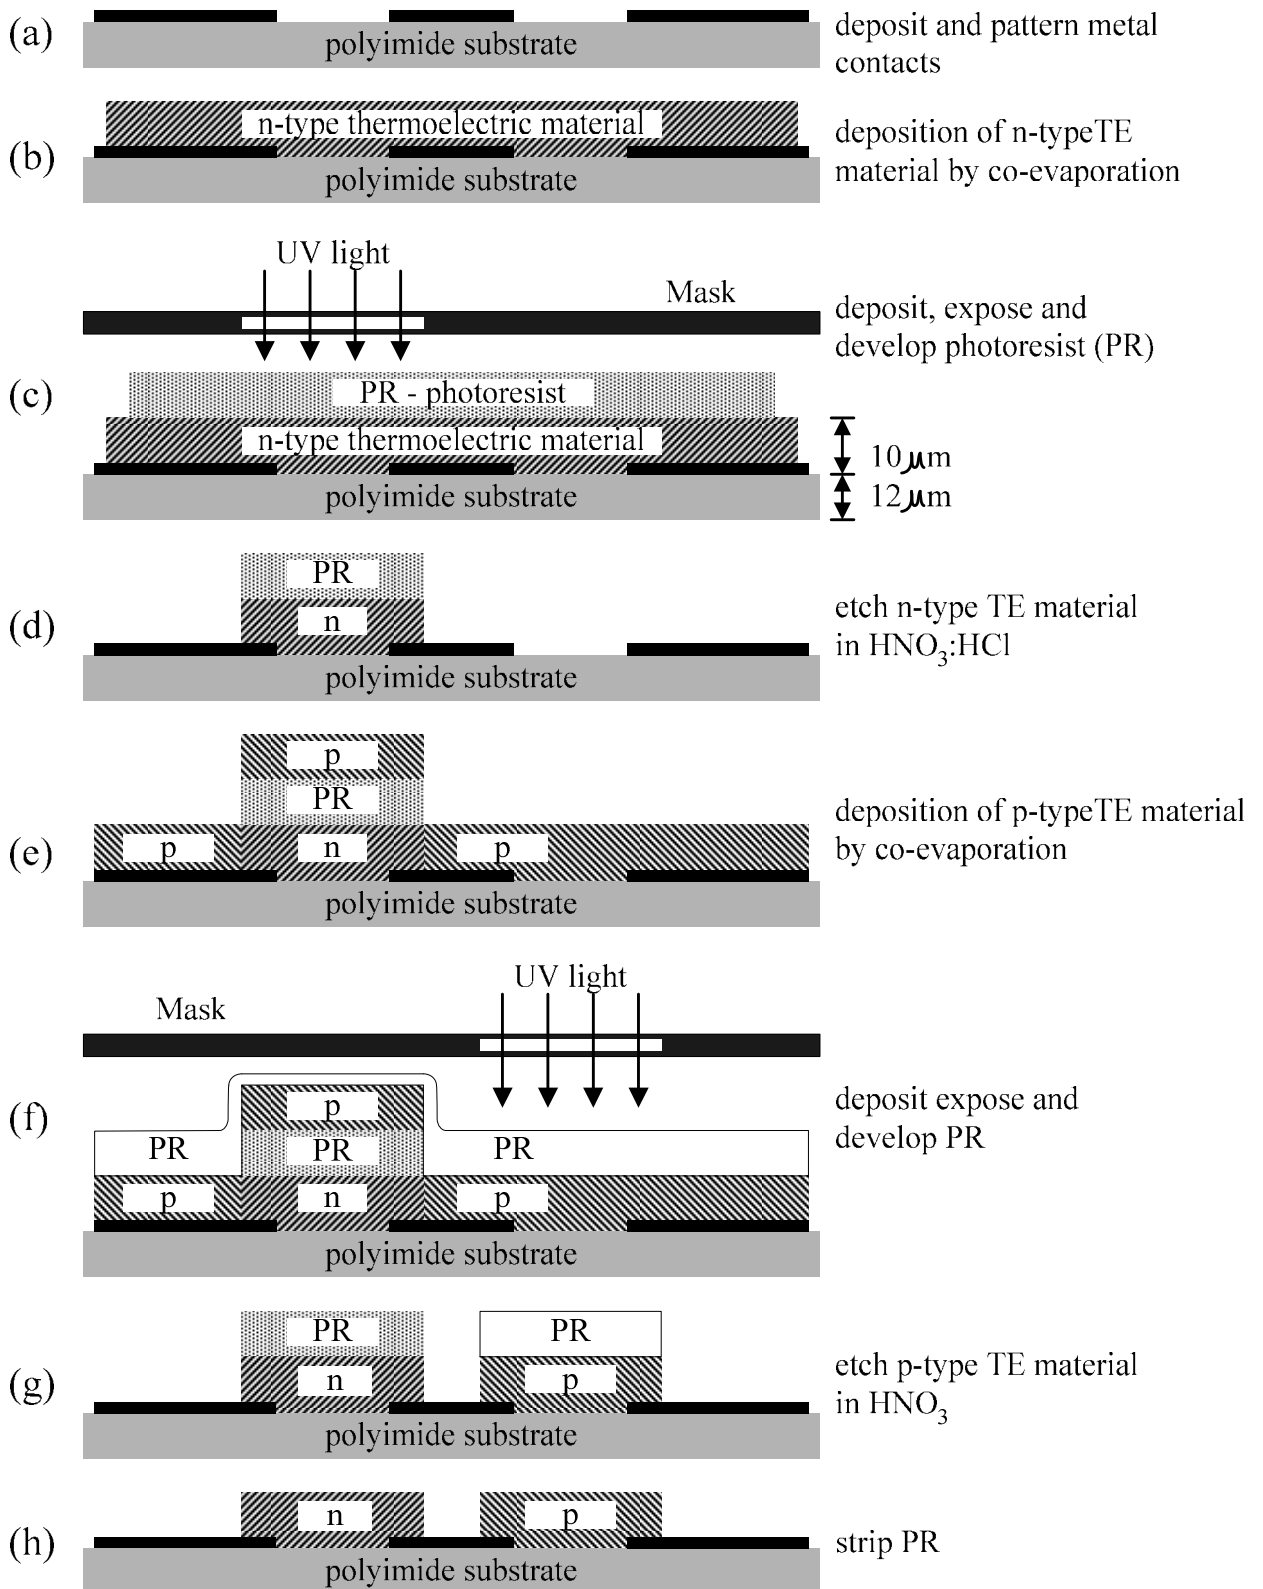 (a)
polyimide substrate
deposit and pattern metal
contacts
(b)
n-type thermoelectric material
polyimide substrate
deposition of n-typeTE
material by co-evaporation
UV light
Mask
(c)
PR - photoresist
n-type thermoelectric material
polyimide substrate
deposit, expose and
develop photoresist (PR)
10μm
12μm
(d)
PR
n
polyimide substrate
etch n-type TE material
in HNO₃:HCl
(e)
p
PR
p n p
polyimide substrate
deposition of p-typeTE material
by co-evaporation
UV light
Mask
(f)
p
PR PR PR
p n p
polyimide substrate
deposit expose and
develop PR
(g)
PR PR
n p
polyimide substrate
etch p-type TE material
in HNO₃
(h)
n p
polyimide substrate
strip PR